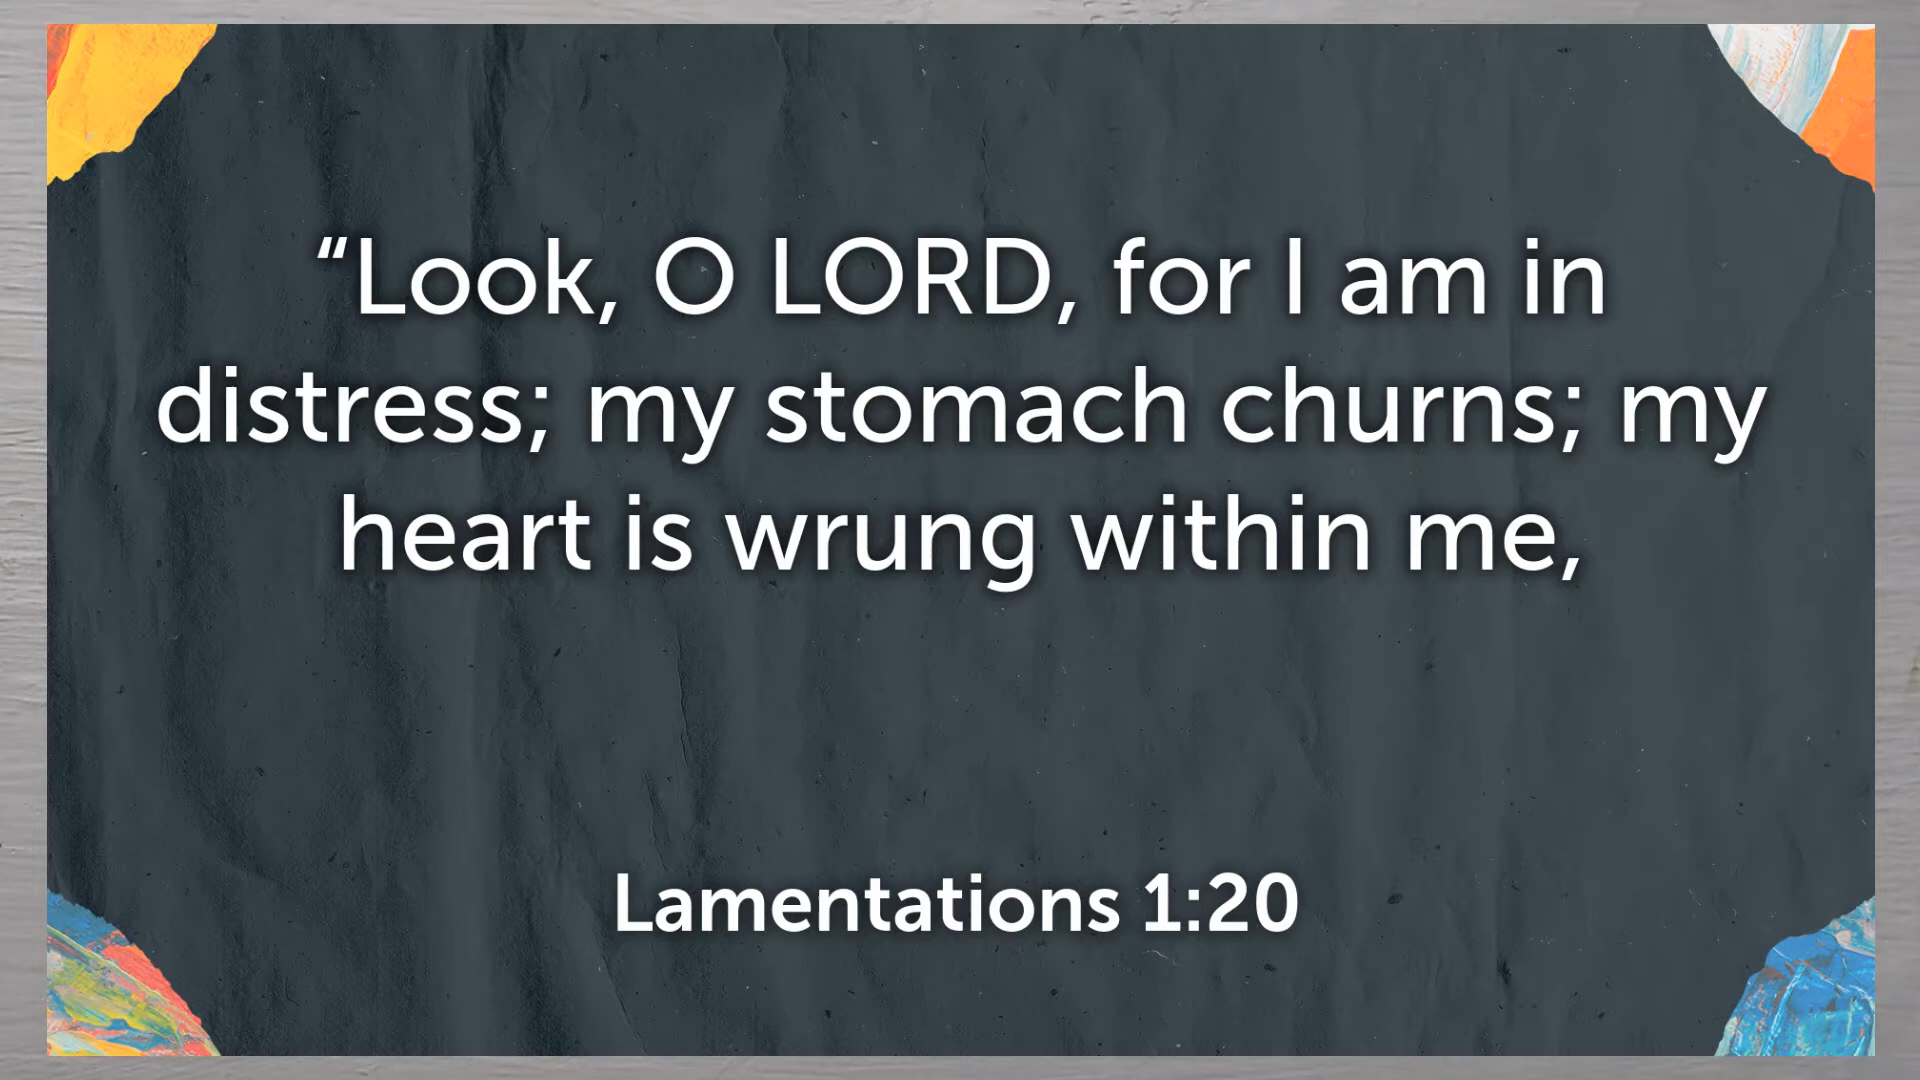 “Look, O LORD, for I am in
distress; my stomach churns; my
heart is wrung within me,
Lamentations 1:20